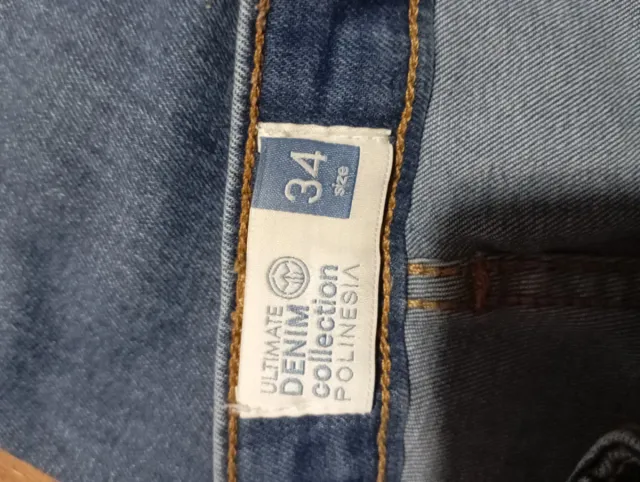 ULTIMATE
DENIM
collection
POLINESIA
34
size